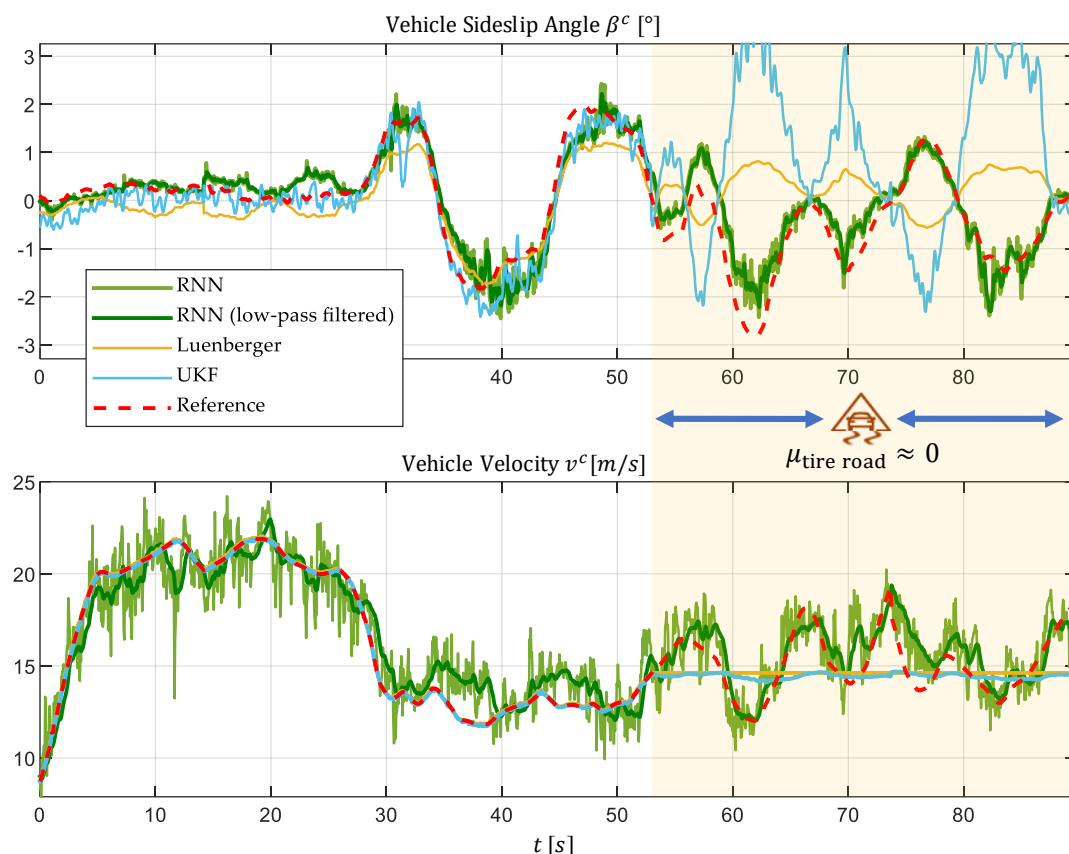 Vehicle Sideslip Angle β^c [°]
3
2
1
0
-1
-2
-3
RNN
RNN (low-pass filtered)
Luenberger
UKF
Reference
0
40
50
60
70
80
μ_tire road ≈ 0
Vehicle Velocity v^c[m/s]
25
20
15
10
0
10
20
30
40
50
60
70
80
t [s]